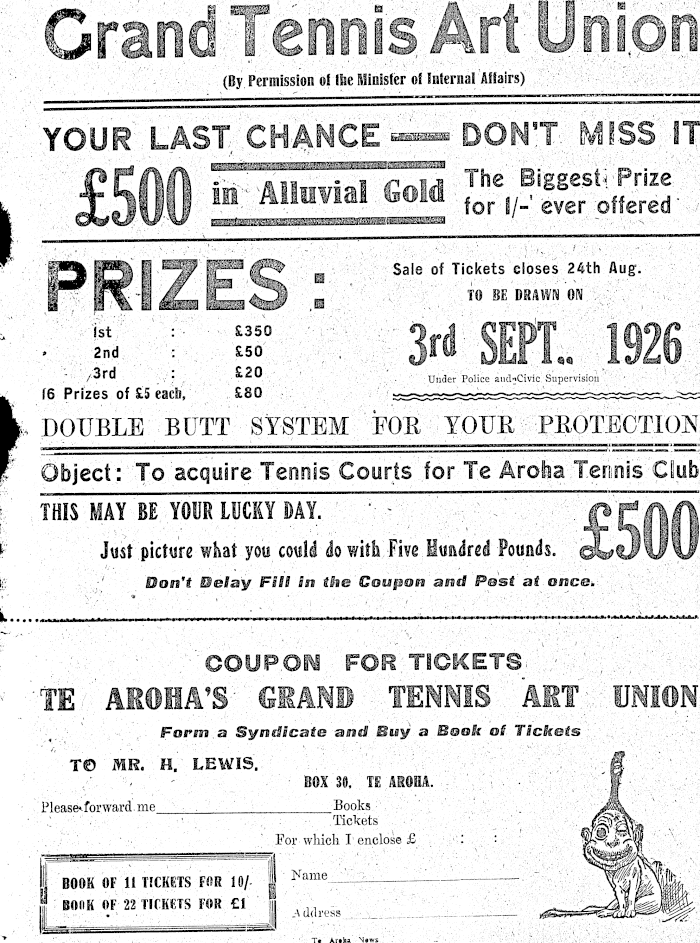 Grand Tennis Art Union
(By Permission of the Minister of Internal Affairs)
YOUR LAST CHANCE — DON'T MISS IT
£500 in Alluvial Gold
The Biggest Prize
for 1/- ever offered
PRIZES :
1st : £350
2nd : £50
3rd : £20
16 Prizes of £5 each, £80
Sale of Tickets closes 24th Aug.
TO BE DRAWN ON
3rd SEPT., 1926
Under Police and Civic Supervision
DOUBLE BUTT SYSTEM FOR YOUR PROTECTION
Object: To acquire Tennis Courts for Te Aroha Tennis Club
THIS MAY BE YOUR LUCKY DAY.
Just picture what you could do with Five Hundred Pounds.
£500
Don't Delay Fill in the Coupon and Post at once.
COUPON FOR TICKETS
TE AROHA'S GRAND TENNIS ART UNION
Form a Syndicate and Buy a Book of Tickets
TO MR. H. LEWIS.
BOX 30, TE AROHA.
Please forward me Books
Tickets
For which I enclose £ : :
BOOK OF 11 TICKETS FOR 10/-
BOOK OF 22 TICKETS FOR £1
Name
Address
Te Aroha News